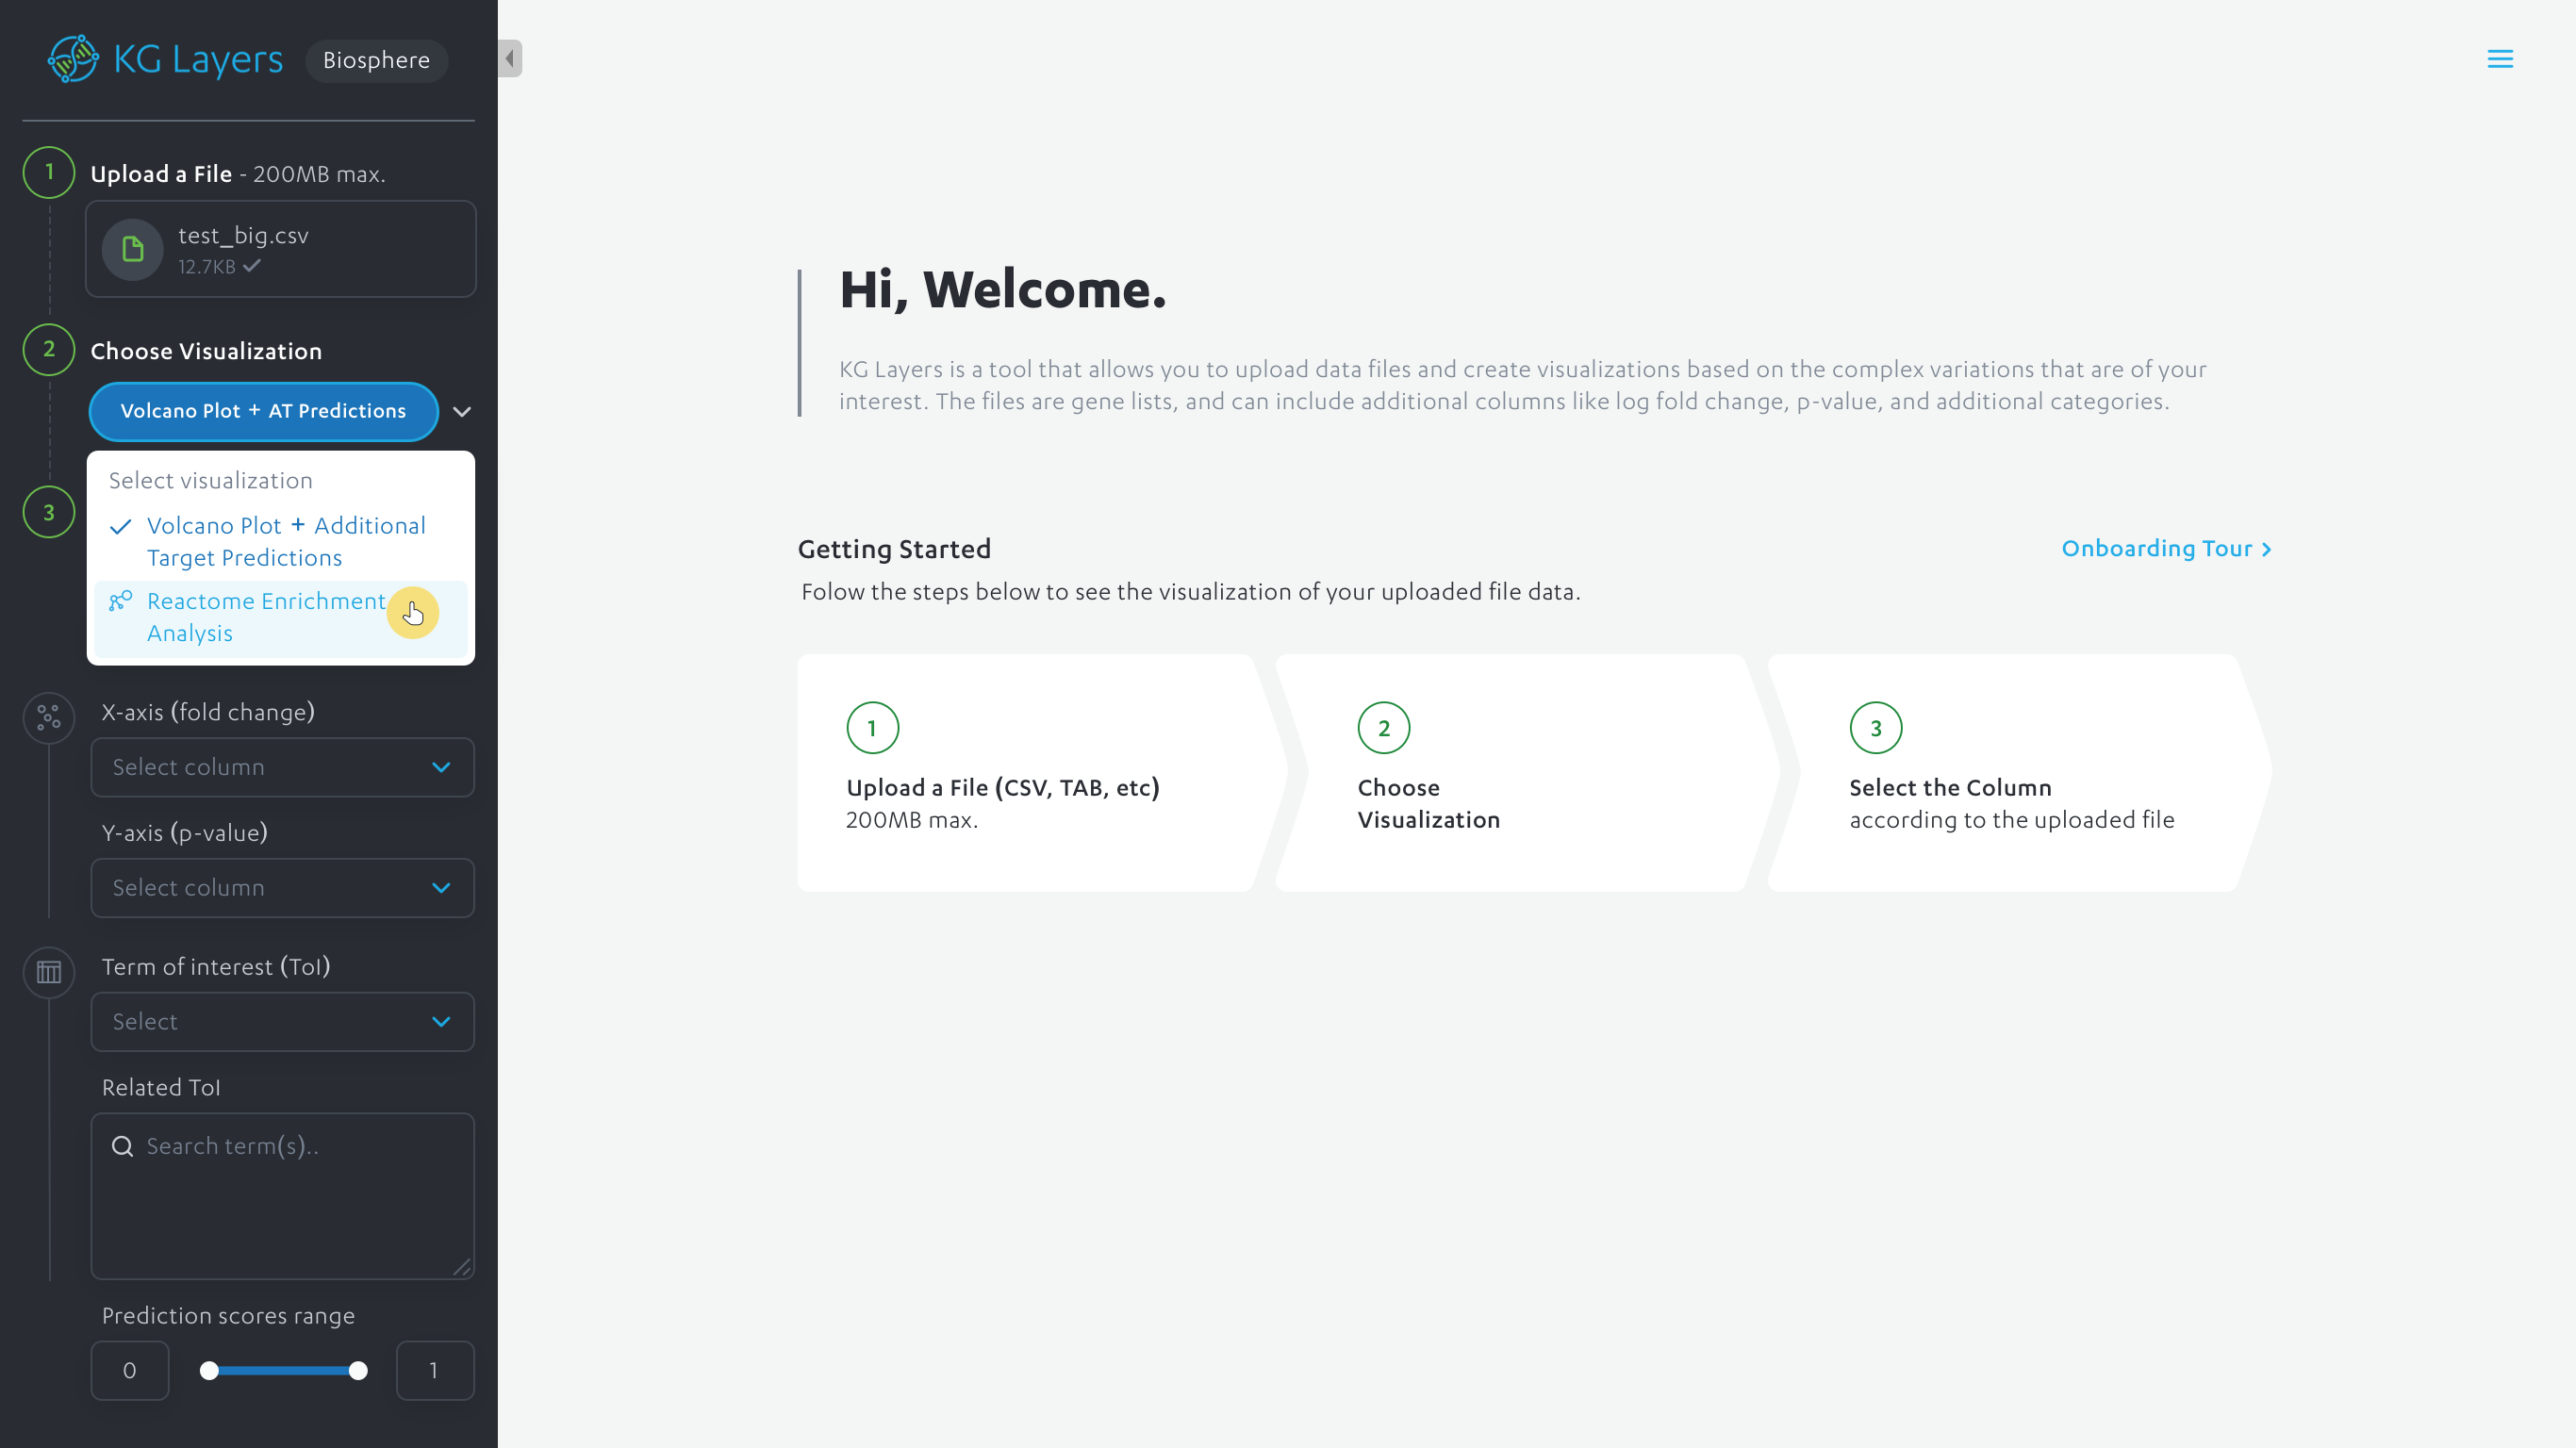 KG Layers
Biosphere
1
Upload a File - 200MB max.
test_big.csv
12.7KB
2
Choose Visualization
Volcano Plot + AT Predictions
Select visualization
3
Volcano Plot + Additional
Target Predictions
Reactome Enrichment
Analysis
X-axis (fold change)
Select column
Y-axis (p-value)
Select column
Term of interest (ToI)
Select
Related ToI
Search term(s)..
Prediction scores range
0
1
Hi, Welcome.
KG Layers is a tool that allows you to upload data files and create visualizations based on the complex variations that are of your
interest. The files are gene lists, and can include additional columns like log fold change, p-value, and additional categories.
Getting Started
Onboarding Tour
Folow the steps below to see the visualization of your uploaded file data.
1
Upload a File (CSV, TAB, etc)
200MB max.
2
Choose
Visualization
3
Select the Column
according to the uploaded file